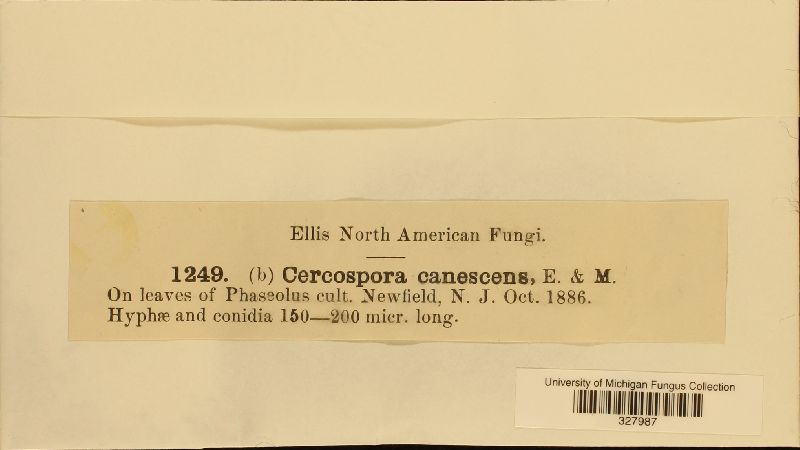 Ellis North American Fungi.
1249. (b) Cercospora canescens, E. & M.
On leaves of Phaseolus cult. Newfield, N. J. Oct. 1886.
Hyphæ and conidia 150—200 micr. long.
University of Michigan Fungus Collection
327987